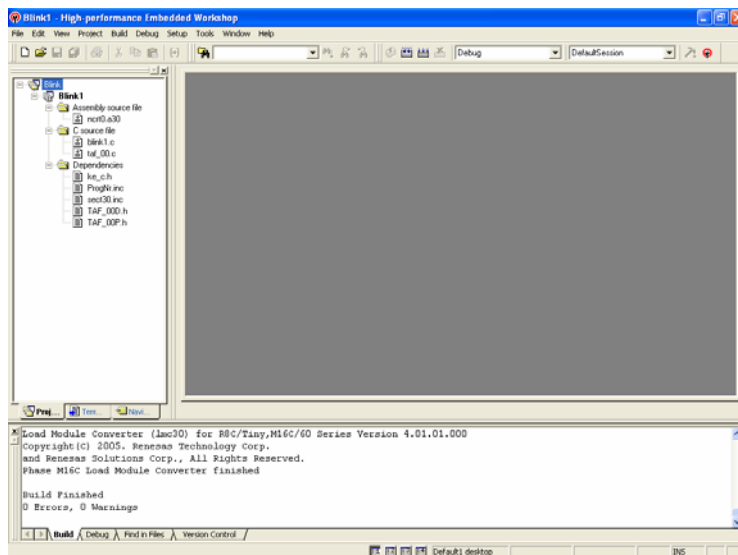 Blink1 - High-performance Embedded Workshop
File Edit View Project Build Debug Setup Tools Window Help
Debug DefaultSession
Blink
Blink1
Assembly source file
ncrt0.a30
C source file
blink1.c
taf_00.c
Dependencies
ke_c.h
ProgNr.inc
sect30.inc
TAF_00D.h
TAF_00P.h
Proj... Tem... Navi...
Load Module Converter (lmc30) for R8C/Tiny,M16C/60 Series Version 4.01.01.000
Copyright(C) 2005. Renesas Technology Corp.
and Renesas Solutions Corp., All Rights Reserved.
Phase M16C Load Module Converter finished
Build Finished
0 Errors, 0 Warnings
Build Debug Find in Files Version Control
Default1 desktop INS